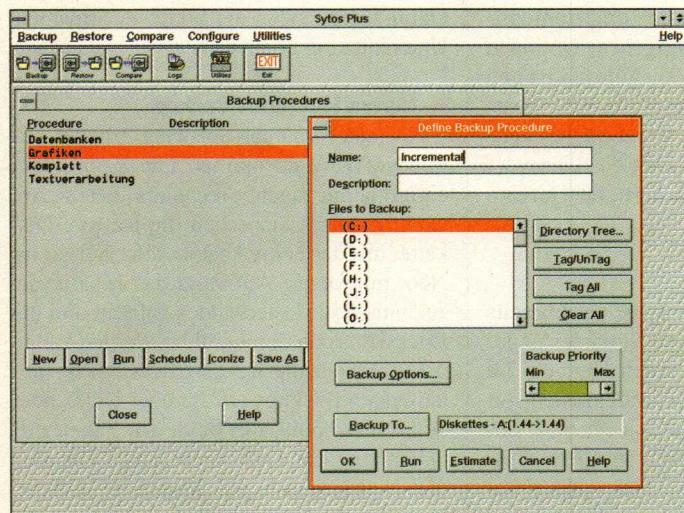 Sytos Plus
Backup Restore Compare Configure Utilities Help
Backup Restore Compare Logs Utilities EXIT Exit
Backup Procedures
Procedure Description
Datenbanken
Grafiken
Komplett
Textverarbeitung
New Open Run Schedule Iconize Save As
Close Help
Define Backup Procedure
Name: Incremental
Description:
Files to Backup:
(C:)
(D:)
(E:)
(F:)
(H:)
(J:)
(L:)
(O:)
Directory Tree...
Tag/UnTag
Tag All
Clear All
Backup Options...
Backup Priority
Min Max
Backup To... Diskettes - A:(1.44->1.44)
OK Run Estimate Cancel Help